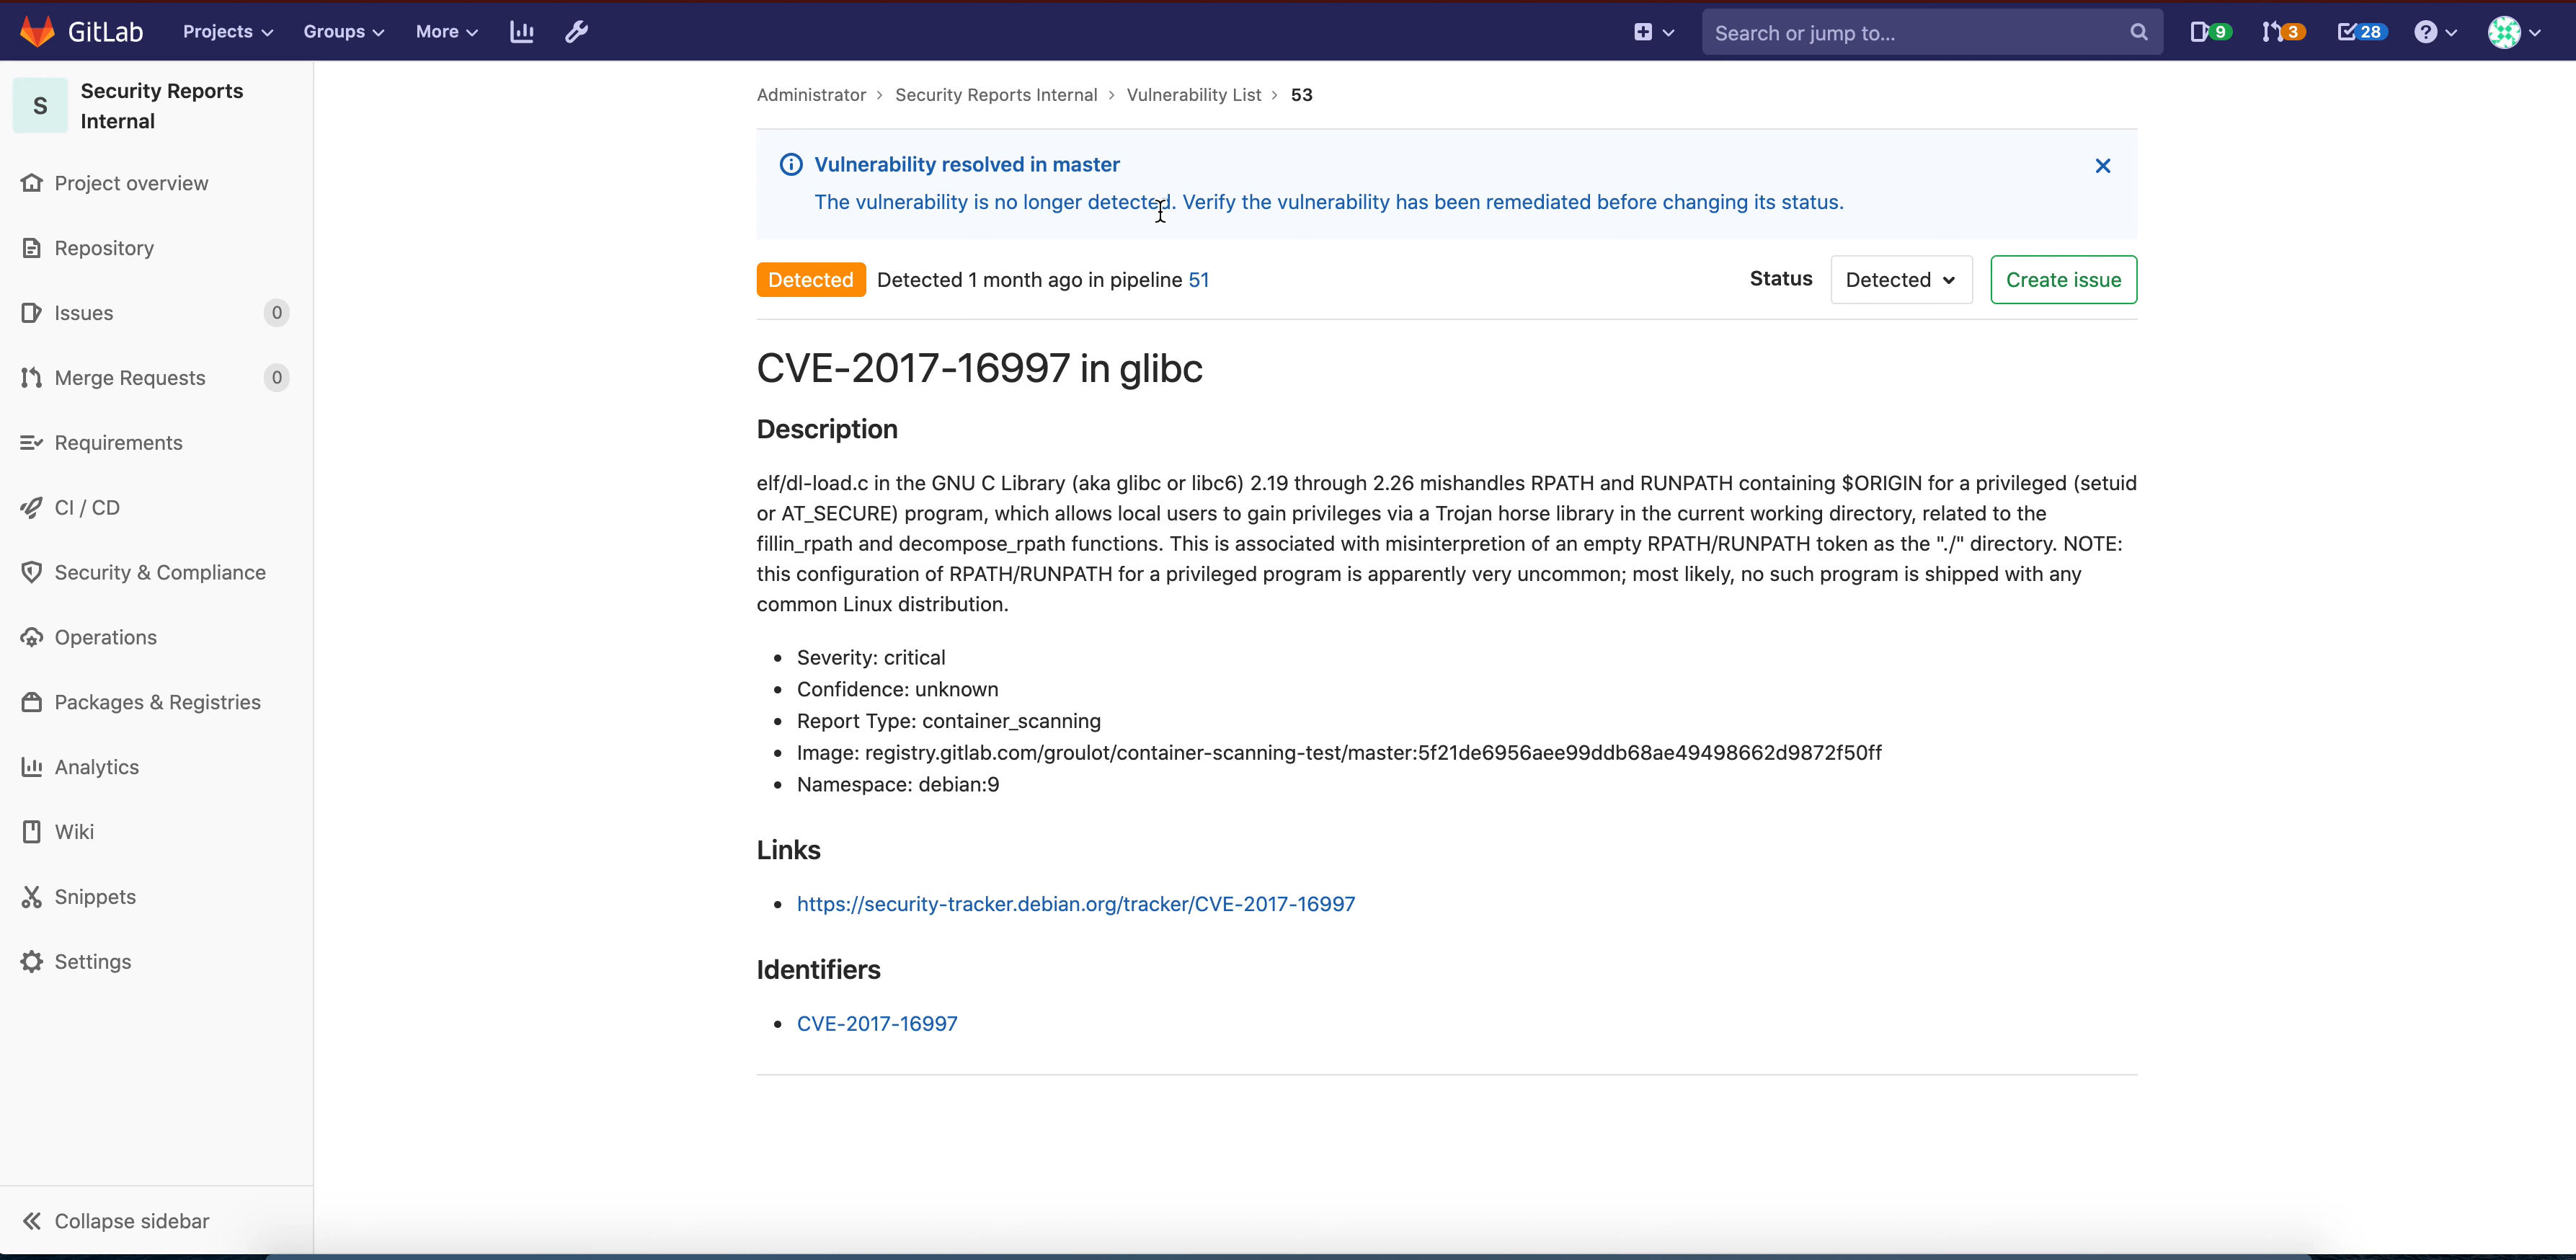 GitLab Projects Groups More Search or jump to... 9 3 28
S Security Reports
Internal
Project overview
Repository
Issues 0
Merge Requests 0
Requirements
CI / CD
Security & Compliance
Operations
Packages & Registries
Analytics
Wiki
Snippets
Settings
Collapse sidebar
Administrator > Security Reports Internal > Vulnerability List > 53
Vulnerability resolved in master
The vulnerability is no longer detected. Verify the vulnerability has been remediated before changing its status.
Detected Detected 1 month ago in pipeline 51 Status Detected Create issue
CVE-2017-16997 in glibc
Description
elf/dl-load.c in the GNU C Library (aka glibc or libc6) 2.19 through 2.26 mishandles RPATH and RUNPATH containing $ORIGIN for a privileged (setuid
or AT_SECURE) program, which allows local users to gain privileges via a Trojan horse library in the current working directory, related to the
fillin_rpath and decompose_rpath functions. This is associated with misinterpretion of an empty RPATH/RUNPATH token as the "./" directory. NOTE:
this configuration of RPATH/RUNPATH for a privileged program is apparently very uncommon; most likely, no such program is shipped with any
common Linux distribution.
• Severity: critical
• Confidence: unknown
• Report Type: container_scanning
• Image: registry.gitlab.com/groulot/container-scanning-test/master:5f21de6956aee99ddb68ae49498662d9872f50ff
• Namespace: debian:9
Links
• https://security-tracker.debian.org/tracker/CVE-2017-16997
Identifiers
• CVE-2017-16997